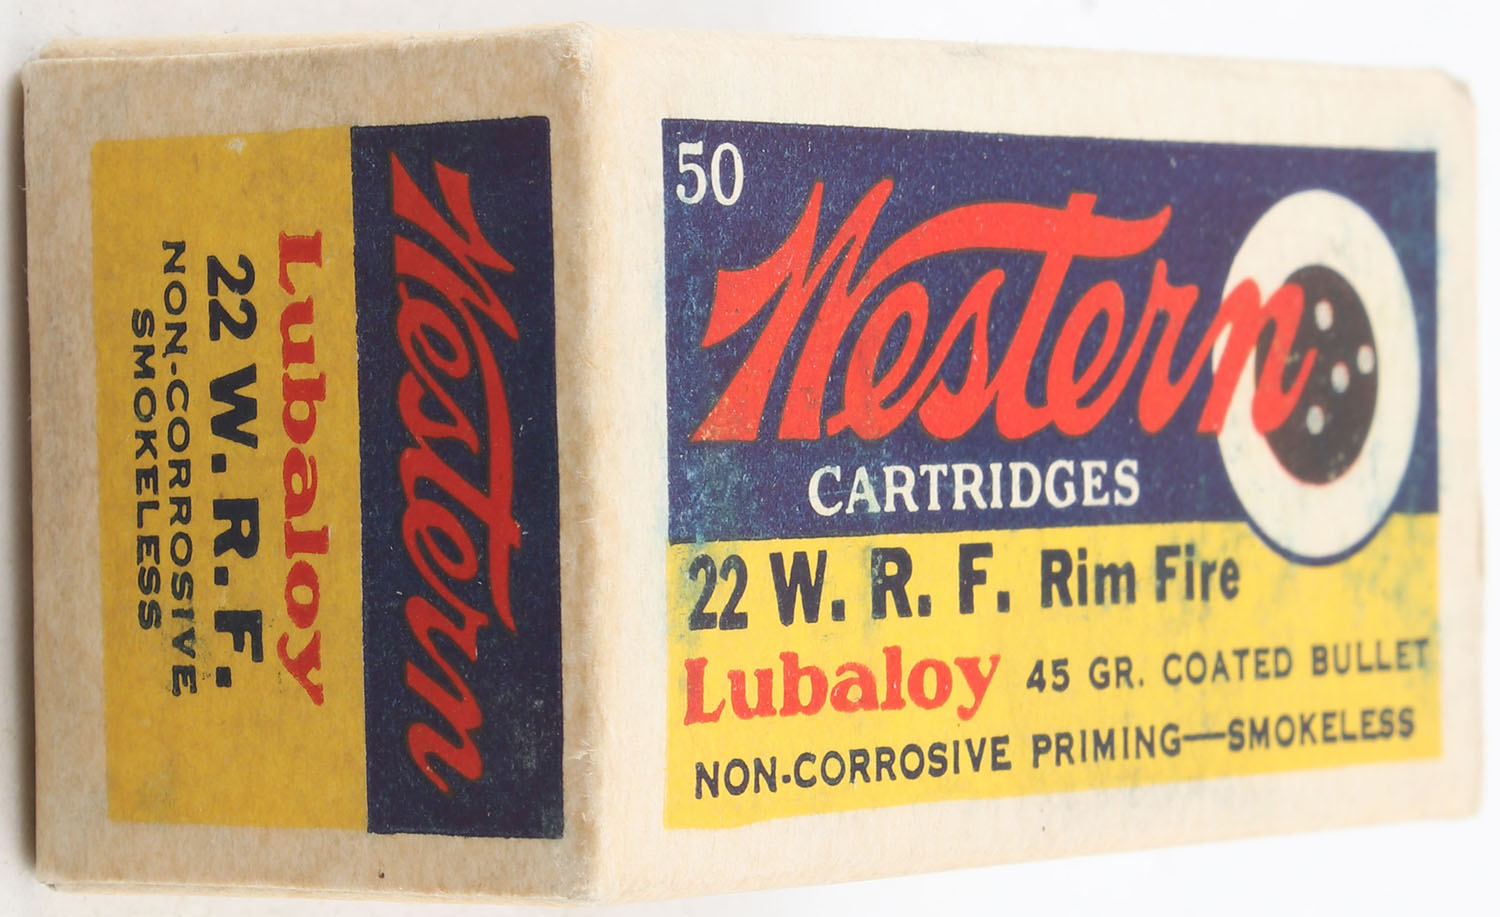 Western
Lubaloy
22 W. R. F.
NON-CORROSIVE
SMOKELESS
50
Western
CARTRIDGES
22 W. R. F. Rim Fire
Lubaloy 45 GR. COATED BULLET
NON-CORROSIVE PRIMING—SMOKELESS